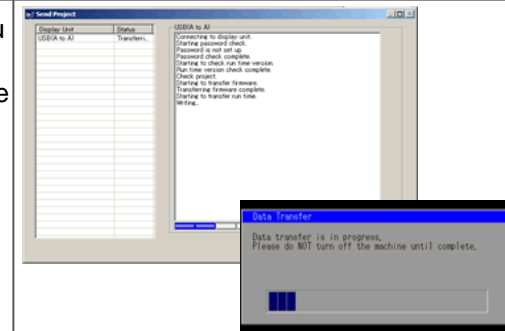 u
e
Send Project
Display Unit Status
USB(A to A) Transferri..
USB(A to A)
Connecting to display unit.
Starting password check.
Password is not set up.
Password check complete.
Starting to check run time version.
Run time version check complete.
Check project.
Starting to transfer firmware.
Transferring firmware complete.
Starting to transfer run time.
Writing..
Data Transfer
Data transfer is in progress,
Please do NOT turn off the machine until complete.